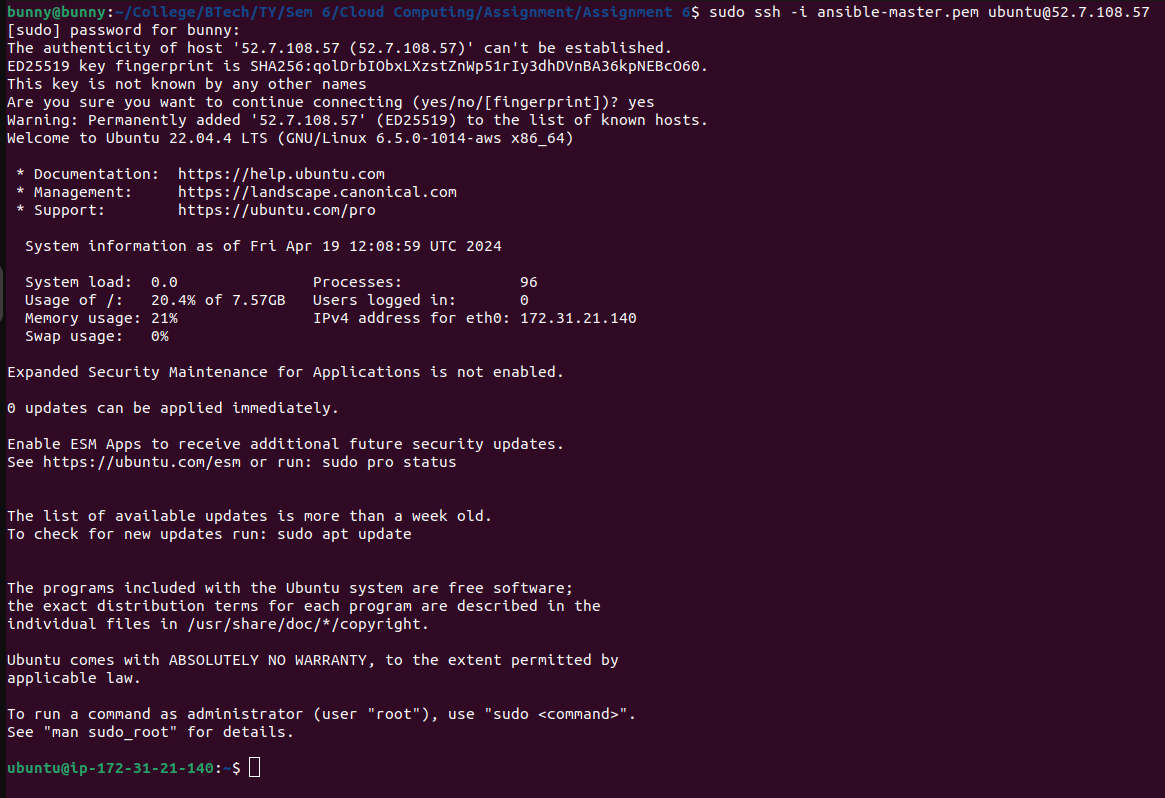 bunny@bunny:~/College/BTech/TY/Sem 6/Cloud Computing/Assignment/Assignment 6$ sudo ssh -i ansible-master.pem ubuntu@52.7.108.57
[sudo] password for bunny:
The authenticity of host '52.7.108.57 (52.7.108.57)' can't be established.
ED25519 key fingerprint is SHA256:qolDrbIObxLXzstZnWp51rIy3dhDVnBA36kpNEBcO60.
This key is not known by any other names
Are you sure you want to continue connecting (yes/no/[fingerprint])? yes
Warning: Permanently added '52.7.108.57' (ED25519) to the list of known hosts.
Welcome to Ubuntu 22.04.4 LTS (GNU/Linux 6.5.0-1014-aws x86_64)

 * Documentation:  https://help.ubuntu.com
 * Management:     https://landscape.canonical.com
 * Support:        https://ubuntu.com/pro

  System information as of Fri Apr 19 12:08:59 UTC 2024

  System load:  0.0               Processes:             96
  Usage of /:   20.4% of 7.57GB   Users logged in:       0
  Memory usage: 21%               IPv4 address for eth0: 172.31.21.140
  Swap usage:   0%

Expanded Security Maintenance for Applications is not enabled.

0 updates can be applied immediately.

Enable ESM Apps to receive additional future security updates.
See https://ubuntu.com/esm or run: sudo pro status


The list of available updates is more than a week old.
To check for new updates run: sudo apt update


The programs included with the Ubuntu system are free software;
the exact distribution terms for each program are described in the
individual files in /usr/share/doc/*/copyright.

Ubuntu comes with ABSOLUTELY NO WARRANTY, to the extent permitted by
applicable law.

To run a command as administrator (user "root"), use "sudo <command>".
See "man sudo_root" for details.

ubuntu@ip-172-31-21-140:~$